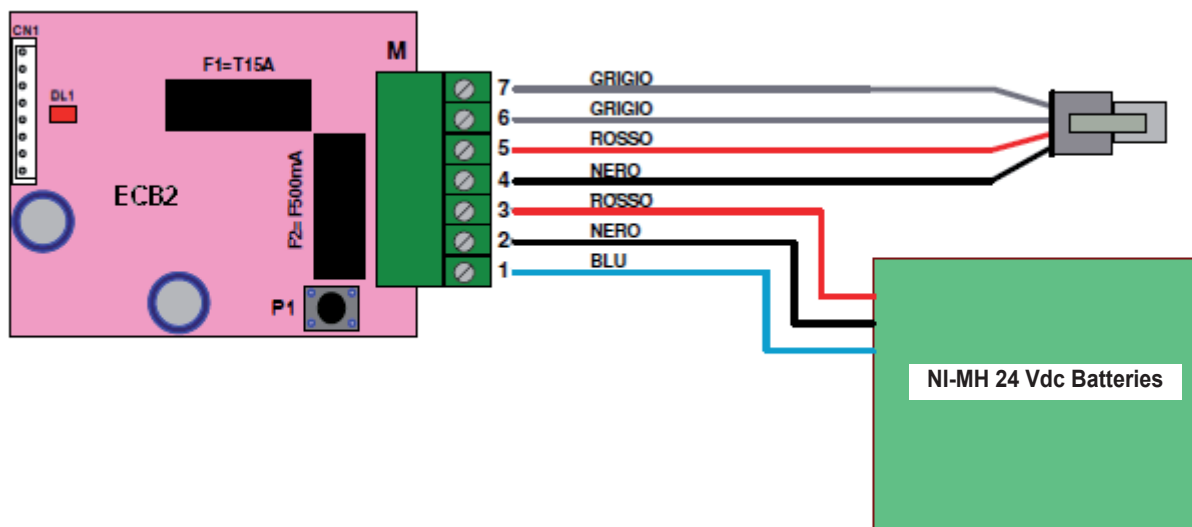 CN1
DL1
F1=T15A
F2= F500mA
ECB2
P1
M
7 GRIGIO
6 GRIGIO
5 ROSSO
4 NERO
3 ROSSO
2 NERO
1 BLU
NI-MH 24 Vdc Batteries